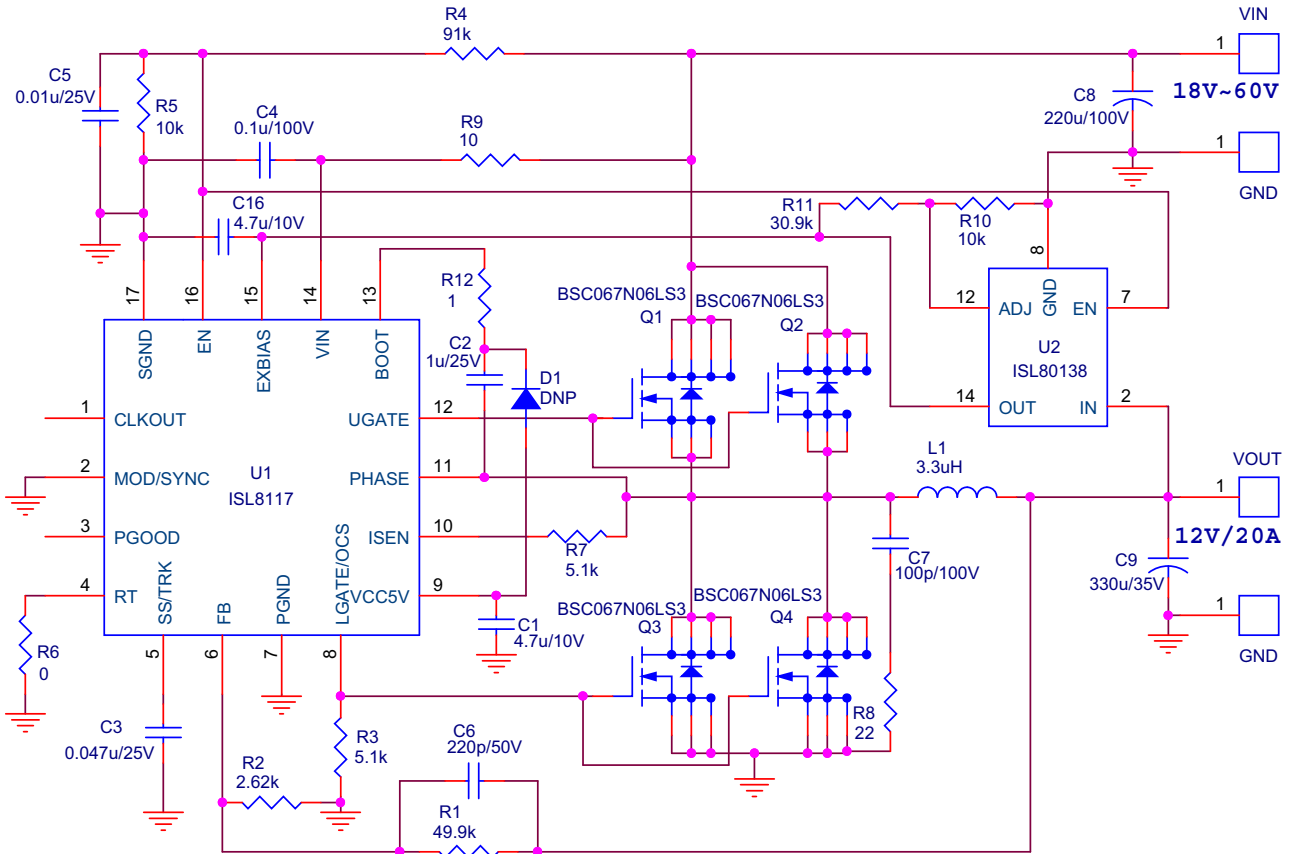 R4
91k
VIN
1
18V~60V
C5
0.01u/25V
R5
10k
C4
0.1u/100V
R9
10
C8
220u/100V
1
GND
C16
4.7u/10V
R11
30.9k
R10
10k
17
16
15
14
13
R12
1
BSC067N06LS3
Q1
BSC067N06LS3
Q2
8
12
ADJ
GND
EN
7
U2
ISL80138
14
OUT
IN
2
SGND
EN
EXBIAS
VIN
BOOT
C2
1u/25V
D1
DNP
1
CLKOUT
UGATE
12
2
MOD/SYNC
U1
ISL8117
PHASE
11
3
PGOOD
ISEN
10
R7
5.1k
4
RT
VCC5V
9
SS/TRK
FB
PGND
LGATE/OCS
5
6
7
8
L1
3.3uH
VOUT
1
12V/20A
C7
100p/100V
C9
330u/35V
1
GND
C1
4.7u/10V
BSC067N06LS3
Q3
BSC067N06LS3
Q4
R6
0
R8
22
C3
0.047u/25V
R3
5.1k
R2
2.62k
C6
220p/50V
R1
49.9k